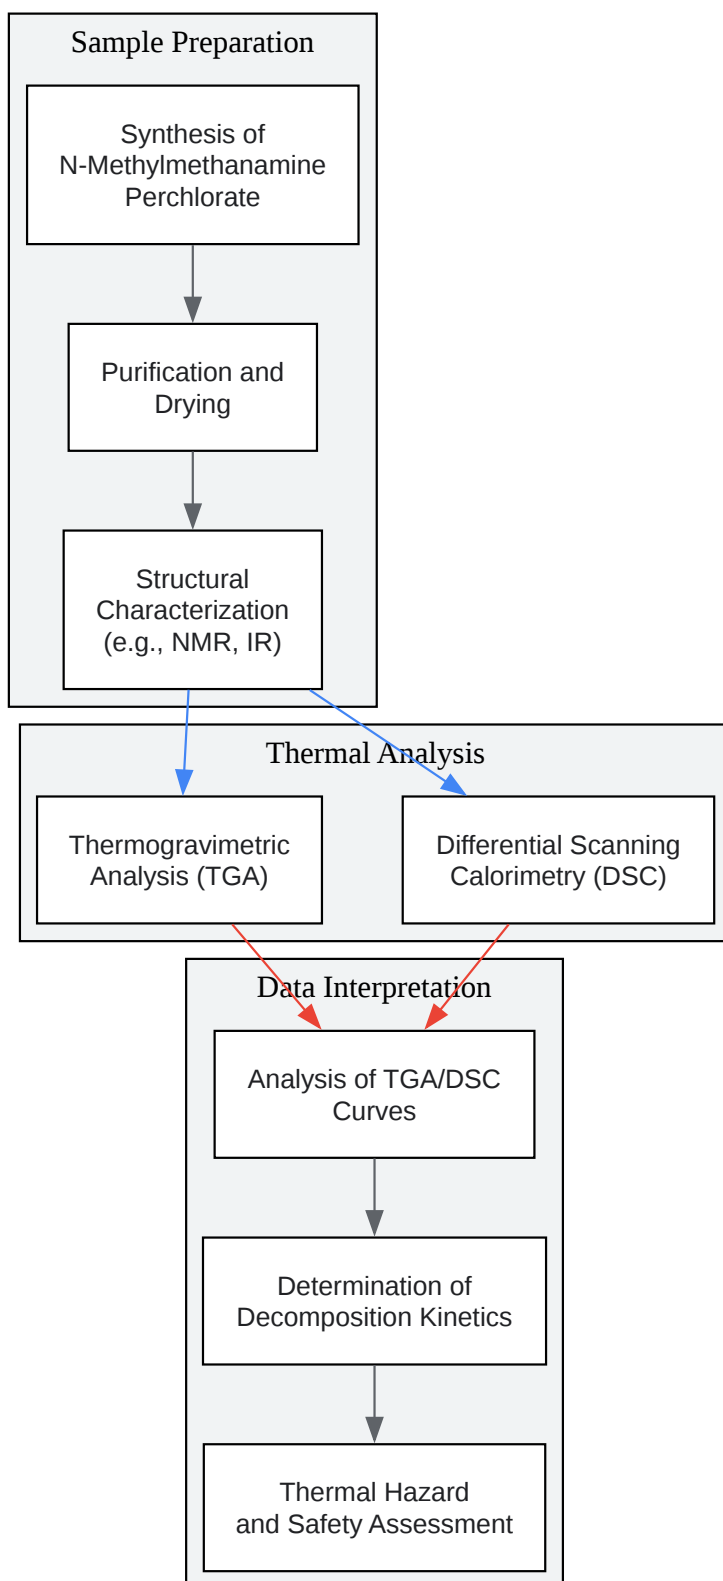 Sample Preparation
Synthesis of
N-Methylmethanamine
Perchlorate
Purification and
Drying
Structural
Characterization
(e.g., NMR, IR)
Thermal Analysis
Thermogravimetric
Analysis (TGA)
Differential Scanning
Calorimetry (DSC)
Data Interpretation
Analysis of TGA/DSC
Curves
Determination of
Decomposition Kinetics
Thermal Hazard
and Safety Assessment